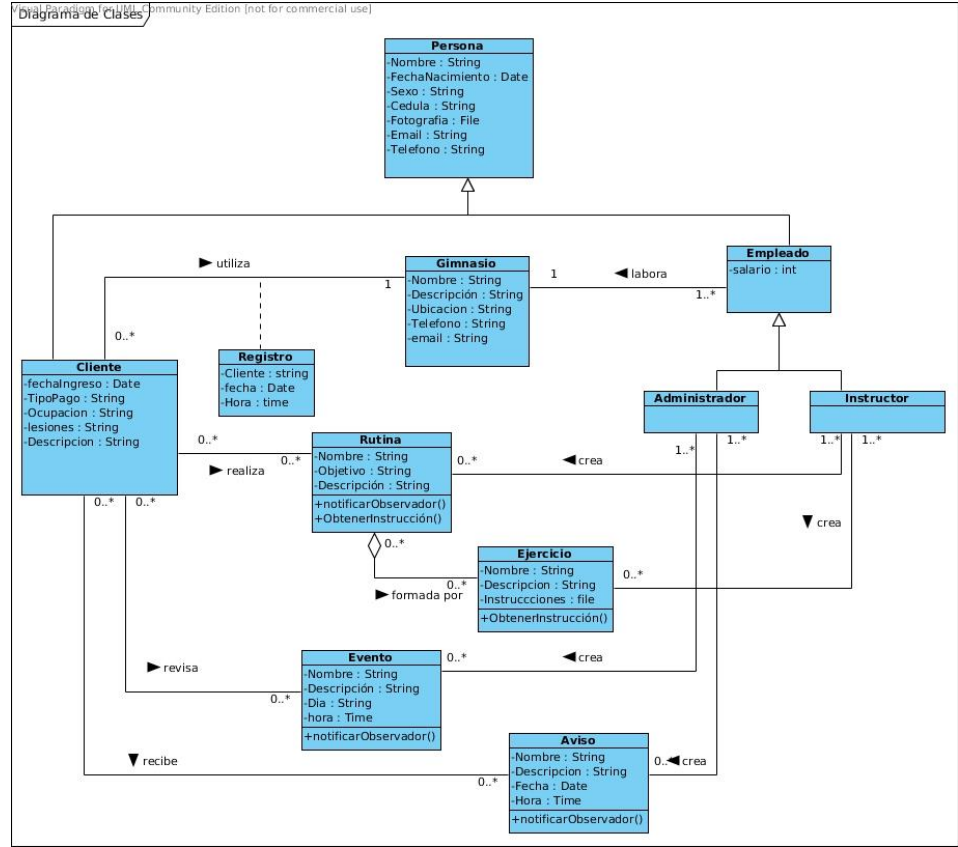 Visual Paradigm for UML Community Edition [not for commercial use]
Diagrama de Clases
Persona
-Nombre : String
-FechaNacimiento : Date
-Sexo : String
-Cedula : String
-Fotografia : File
-Email : String
-Telefono : String
utiliza
1
0..*
Gimnasio
-Nombre : String
-Descripción : String
-Ubicacion : String
-Telefono : String
-email : String
1
labora
1..*
Empleado
-salario : int
Registro
-Cliente : string
-fecha : Date
-Hora : time
Cliente
-fechaIngreso : Date
-TipoPago : String
-Ocupacion : String
-lesiones : String
-Descripcion : String
Administrador
Instructor
0..*
realiza
0..*
Rutina
-Nombre : String
-Objetivo : String
-Descripción : String
+notificarObservador()
+ObtenerInstrucción()
0..*
crea
1..*
1..*
1..*
1..*
0..*
0..*
0..*
formada por
0..*
Ejercicio
-Nombre : String
-Descripcion : String
-Instruccciones : file
+ObtenerInstrucción()
0..*
crea
revisa
0..*
Evento
-Nombre : String
-Descripción : String
-Dia : String
-hora : Time
+notificarObservador()
0..*
crea
recibe
0..*
Aviso
-Nombre : String
-Descripcion : String
-Fecha : Date
-Hora : Time
+notificarObservador()
0..
crea